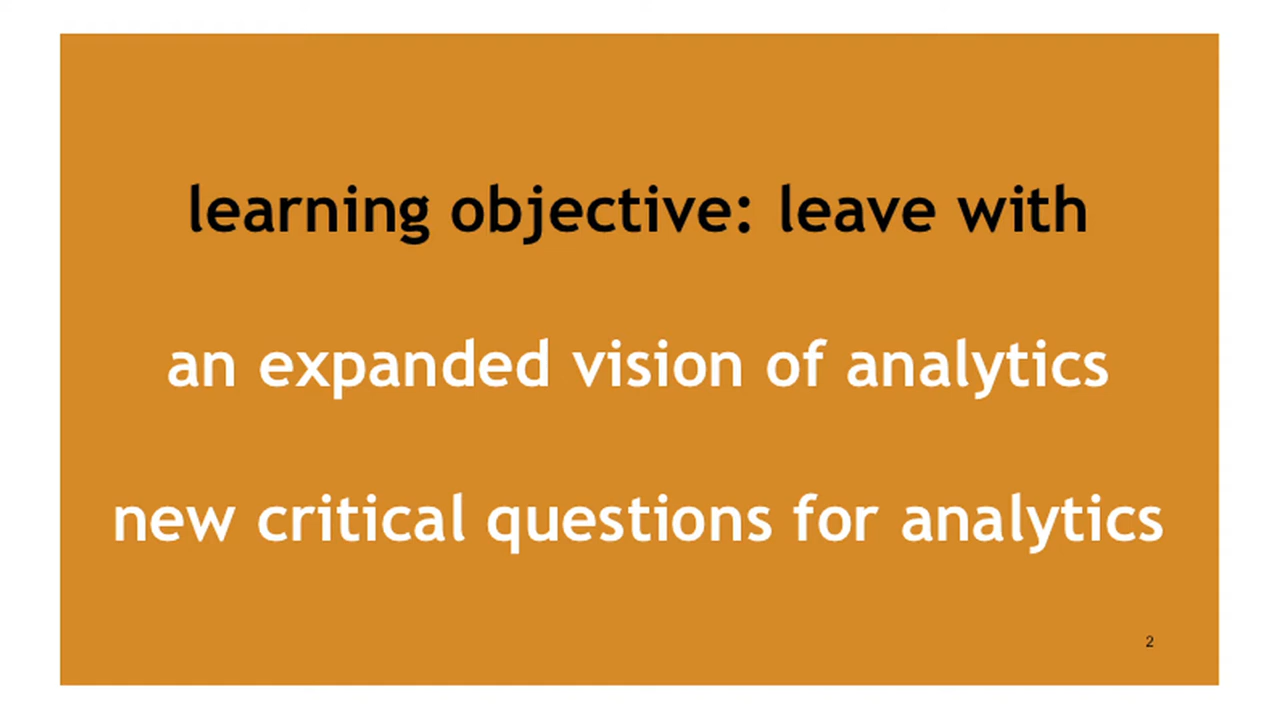 learning objective: leave with
an expanded vision of analytics
new critical questions for analytics
2